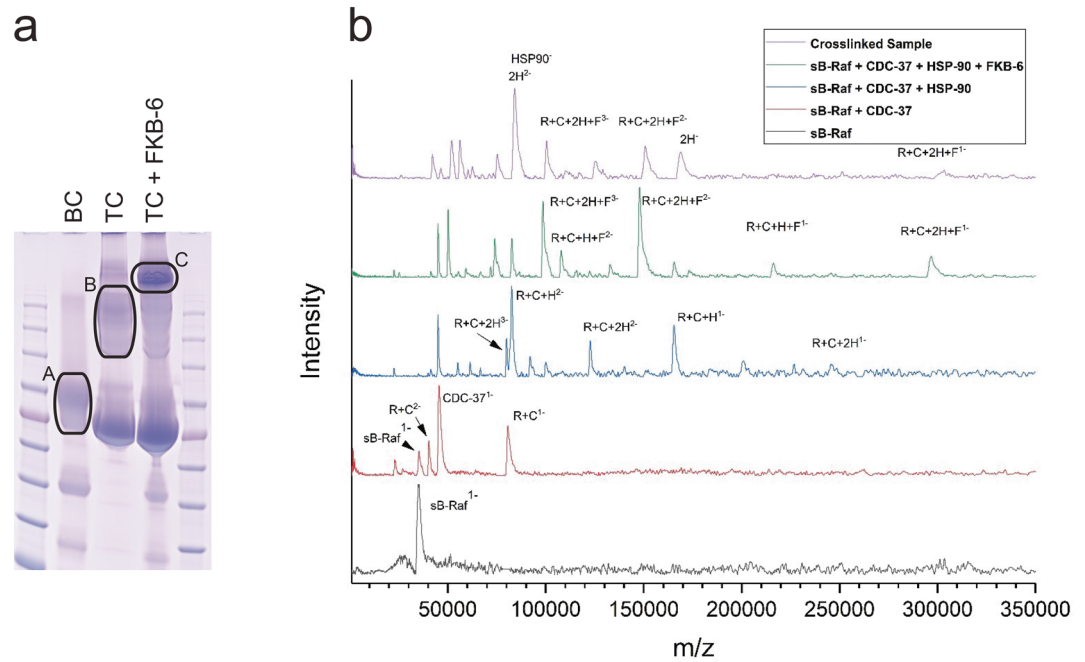 a
b
BC
TC
TC + FKB-6
A
B
C
Crosslinked Sample
sB-Raf + CDC-37 + HSP-90 + FKB-6
sB-Raf + CDC-37 + HSP-90
sB-Raf + CDC-37
sB-Raf
HSP90⁻
2H²⁻
R+C+2H+F³⁻
R+C+2H+F²⁻
2H⁻
R+C+2H+F¹⁻
R+C+2H+F³⁻
R+C+2H+F²⁻
R+C+H+F²⁻
R+C+H+F¹⁻
R+C+2H+F¹⁻
R+C+H²⁻
R+C+2H³⁻
R+C+2H²⁻
R+C+H¹⁻
R+C+2H¹⁻
CDC-37¹⁻
R+C²⁻
sB-Raf¹⁻
R+C¹⁻
sB-Raf¹⁻
Intensity
50000 100000 150000 200000 250000 300000 350000
m/z